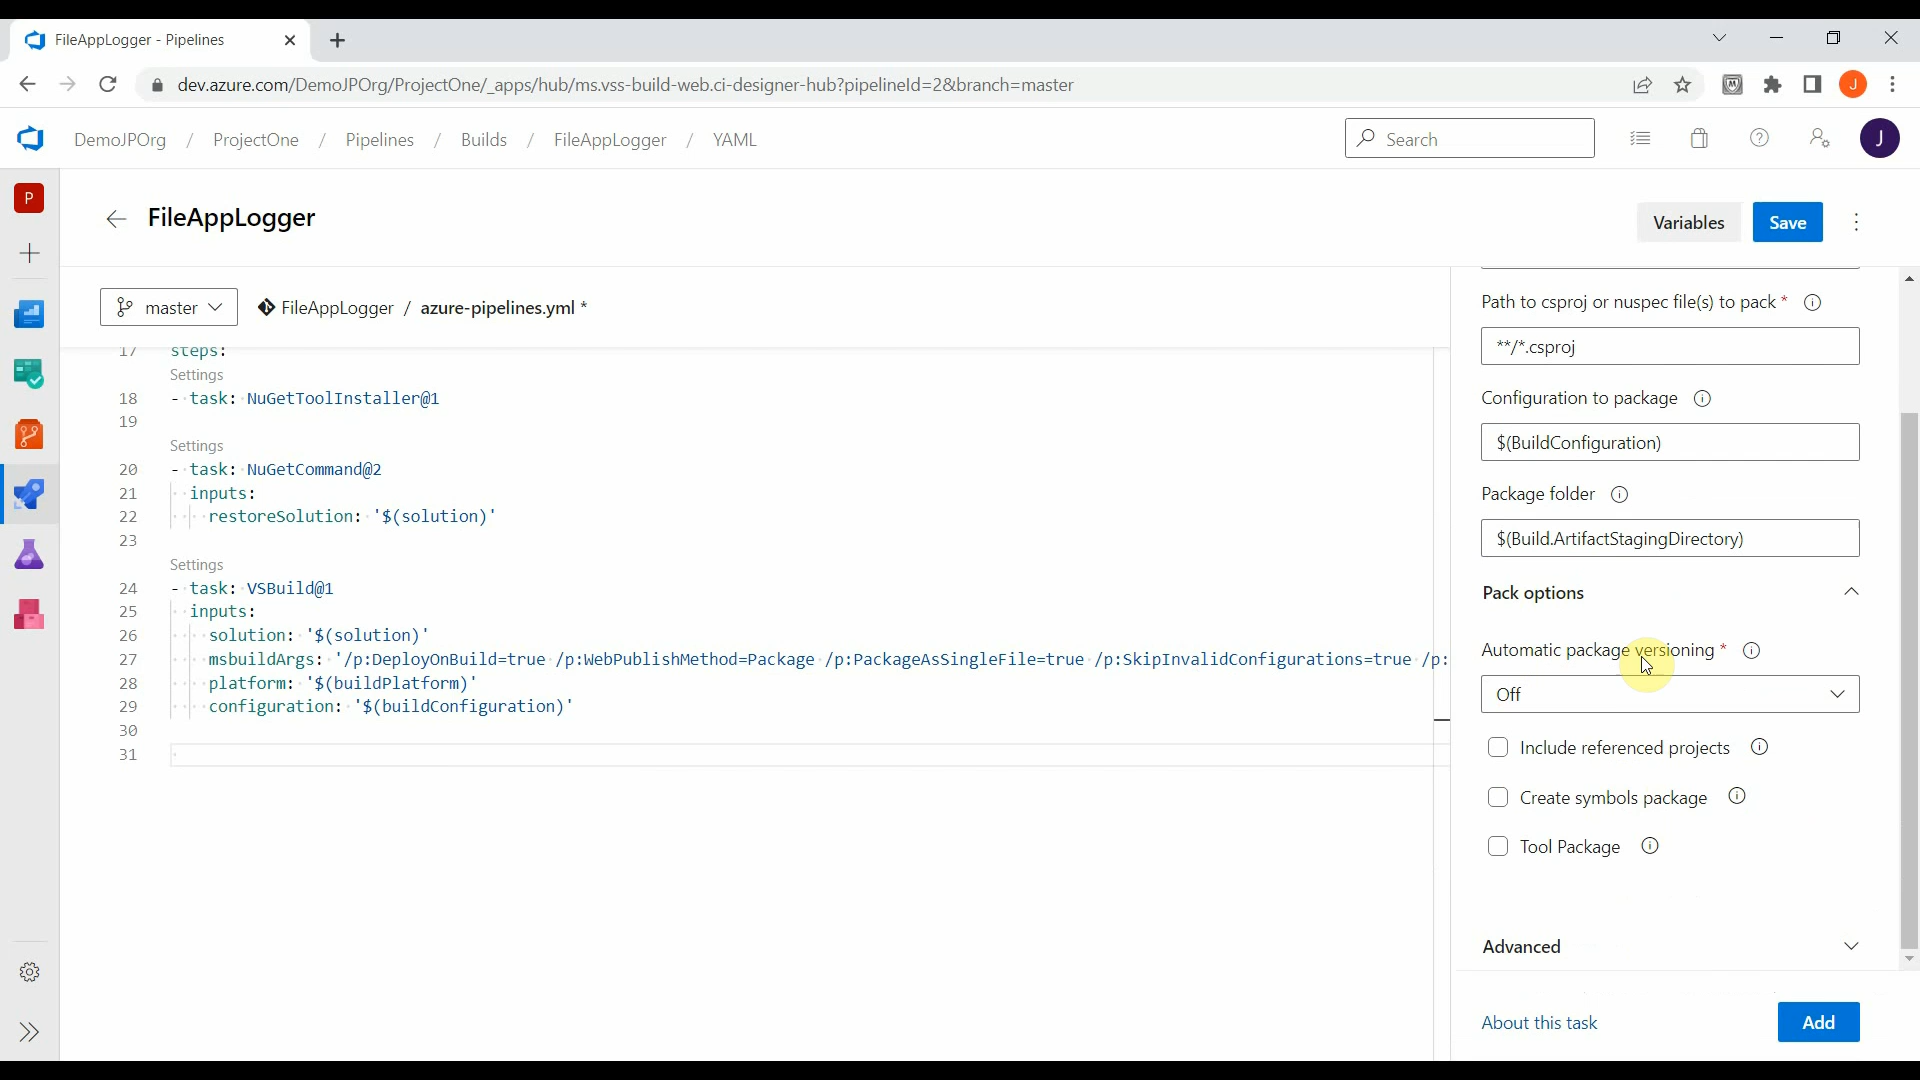 FileAppLogger - Pipelines
dev.azure.com/DemoJPOrg/ProjectOne/_apps/hub/ms.vss-build-web.ci-designer-hub?pipelineId=2&branch=master
J
DemoJPOrg / ProjectOne / Pipelines / Builds / FileAppLogger / YAML
Search
J
P
FileAppLogger
Variables
Save
master
FileAppLogger / azure-pipelines.yml *
17 steps:
Settings
18 - task: NuGetToolInstaller@1
19
Settings
20 - task: NuGetCommand@2
21 inputs:
22 restoreSolution: '$(solution)'
23
Settings
24 - task: VSBuild@1
25 inputs:
26 solution: '$(solution)'
27 msbuildArgs: '/p:DeployOnBuild=true /p:WebPublishMethod=Package /p:PackageAsSingleFile=true /p:SkipInvalidConfigurations=true /p:
28 platform: '$(buildPlatform)'
29 configuration: '$(buildConfiguration)'
30
31
Path to csproj or nuspec file(s) to pack *
**/*.csproj
Configuration to package
$(BuildConfiguration)
Package folder
$(Build.ArtifactStagingDirectory)
Pack options
Automatic package versioning *
Off
Include referenced projects
Create symbols package
Tool Package
Advanced
About this task
Add